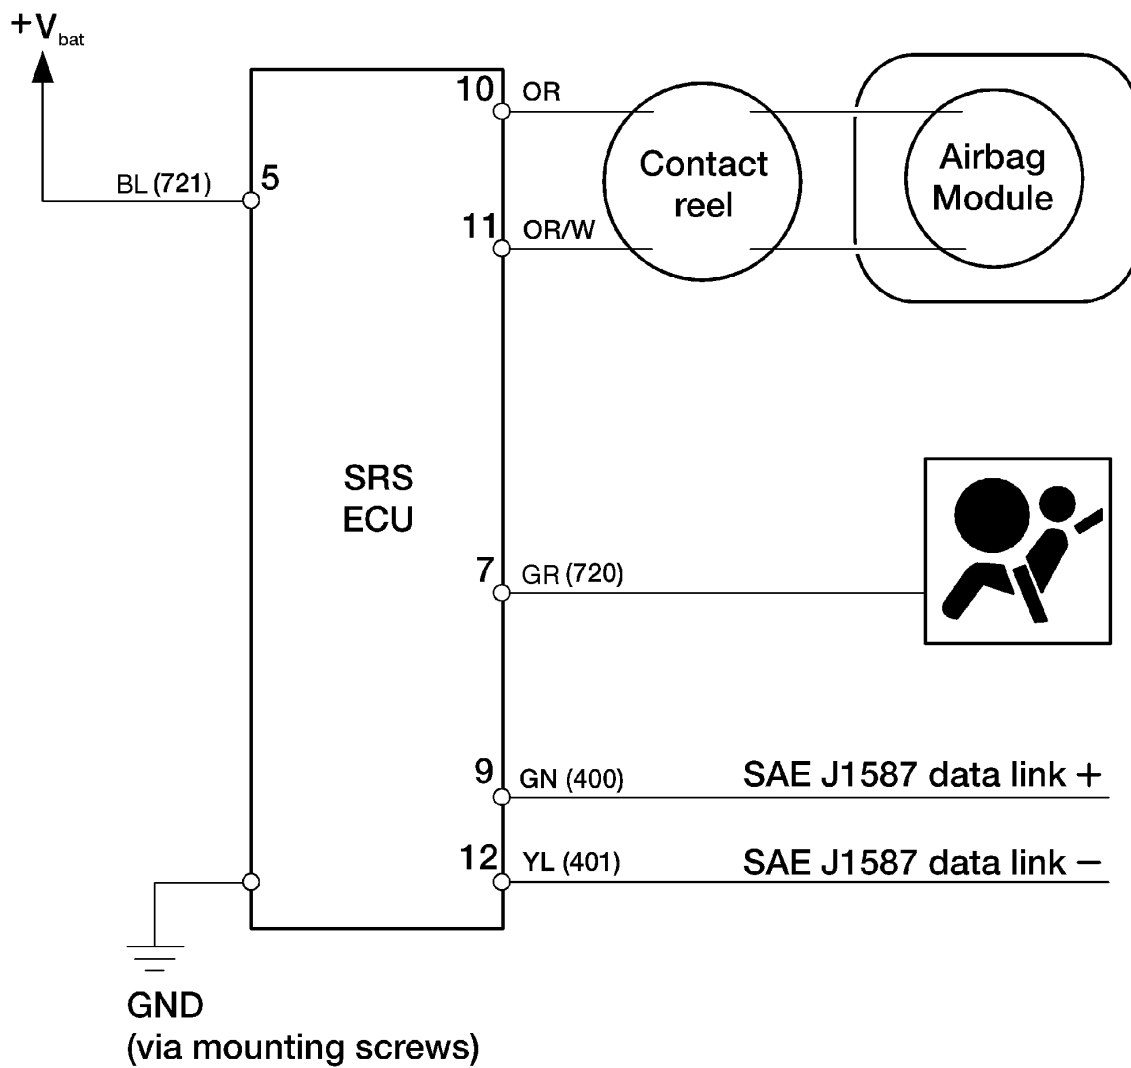 +Vbat
10 OR
Contact
reel
Airbag
Module
BL (721) 5
11 OR/W
SRS
ECU
7 GR (720)
9 GN (400) SAE J1587 data link +
12 YL (401) SAE J1587 data link −
GND
(via mounting screws)